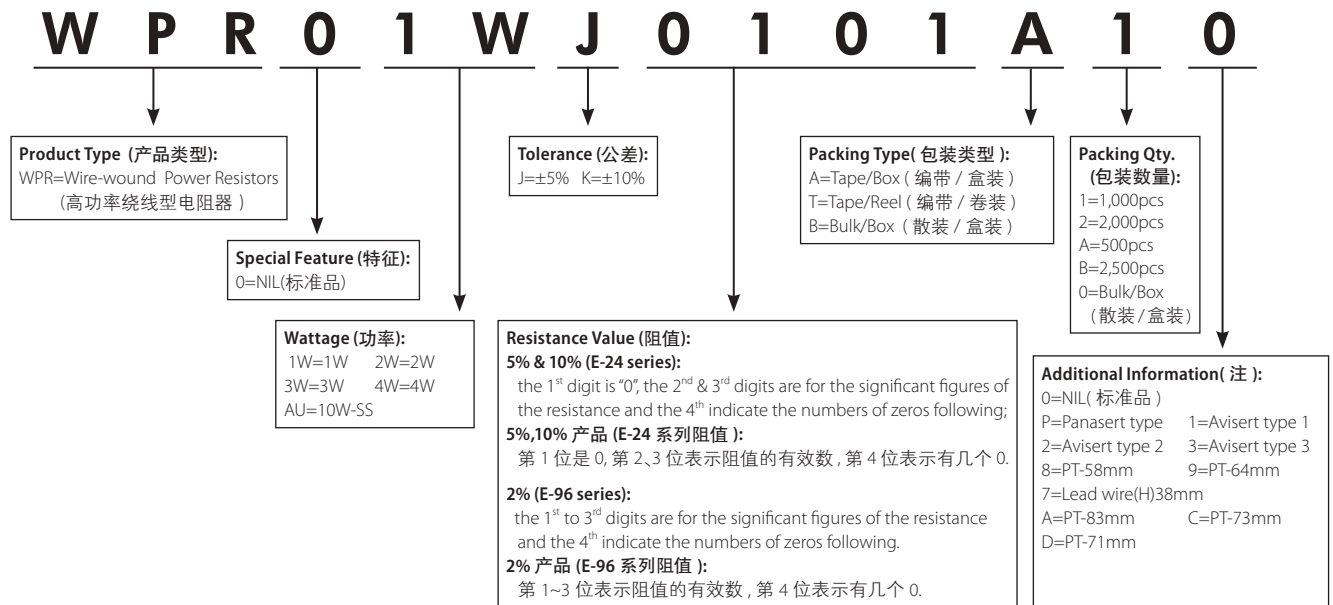 W P R 0 1 W J 0 1 0 1 A 1 0
Product Type (产品类型):
WPR=Wire-wound Power Resistors
(高功率绕线型电阻器)
Special Feature (特征):
0=NIL(标准品)
Wattage (功率):
1W=1W 2W=2W
3W=3W 4W=4W
AU=10W-SS
Tolerance (公差):
J=±5% K=±10%
Resistance Value (阻值):
5% & 10% (E-24 series):
the 1st digit is “0”, the 2nd & 3rd digits are for the significant figures of
the resistance and the 4th indicate the numbers of zeros following;
5%,10% 产品 (E-24 系列阻值):
第 1 位是 0, 第 2、3 位表示阻值的有效数 , 第 4 位表示有几个 0.
2% (E-96 series):
the 1st to 3rd digits are for the significant figures of the resistance
and the 4th indicate the numbers of zeros following.
2% 产品 (E-96 系列阻值 ):
第 1~3 位表示阻值的有效数 , 第 4 位表示有几个 0.
Packing Type( 包装类型 ):
A=Tape/Box ( 编带 / 盒装 )
T=Tape/Reel ( 编带 / 卷装 )
B=Bulk/Box ( 散装 / 盒装 )
Packing Qty.
(包装数量):
1=1,000pcs
2=2,000pcs
A=500pcs
B=2,500pcs
0=Bulk/Box
(散装/盒装)
Additional Information( 注 ):
0=NIL( 标准品 )
P=Panasert type 1=Avisert type 1
2=Avisert type 2 3=Avisert type 3
8=PT-58mm 9=PT-64mm
7=Lead wire(H)38mm
A=PT-83mm C=PT-73mm
D=PT-71mm